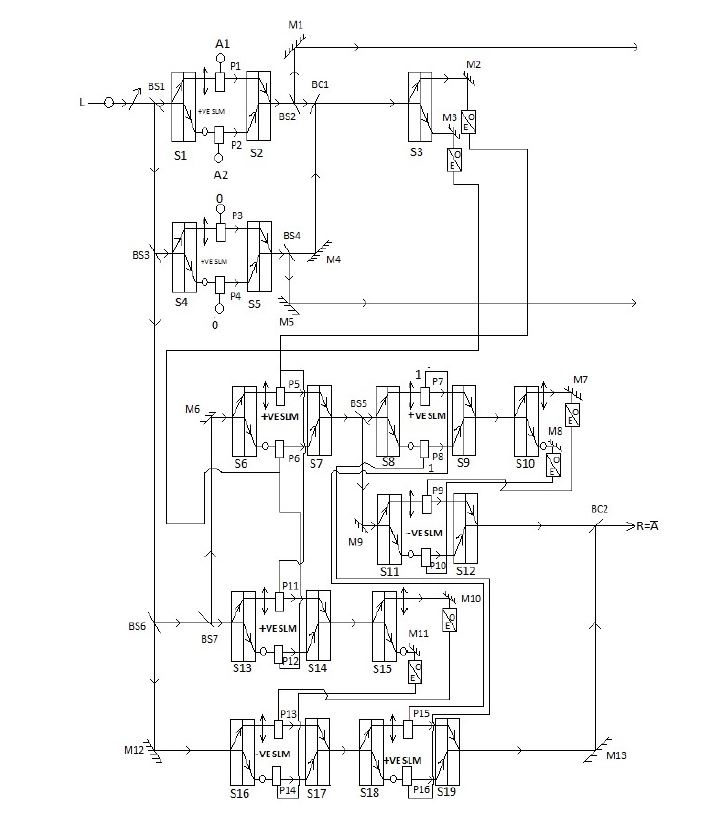 M1
A1
P1
M2
L
BS1
+VE SLM
BS2
BC1
M3
O
E
P2
S1
S2
S3
O
E
A2
0
P3
BS4
BS3
+VE SLM
M4
P4
S4
S5
0
M5
1
P5
P7
M7
M6
BS5
+VE SLM
+VE SLM
O
E
M8
P6
P8
S6
S7
S8
S9
S10
O
E
1
P9
BC2
M9
-VE SLM
R=A̅
P10
S11
S12
P11
M10
BS6
BS7
+VE SLM
M11
O
E
P12
S13
S14
S15
O
E
P13
P15
M12
-VE SLM
+VE SLM
M13
P14
P16
S16
S17
S18
S19